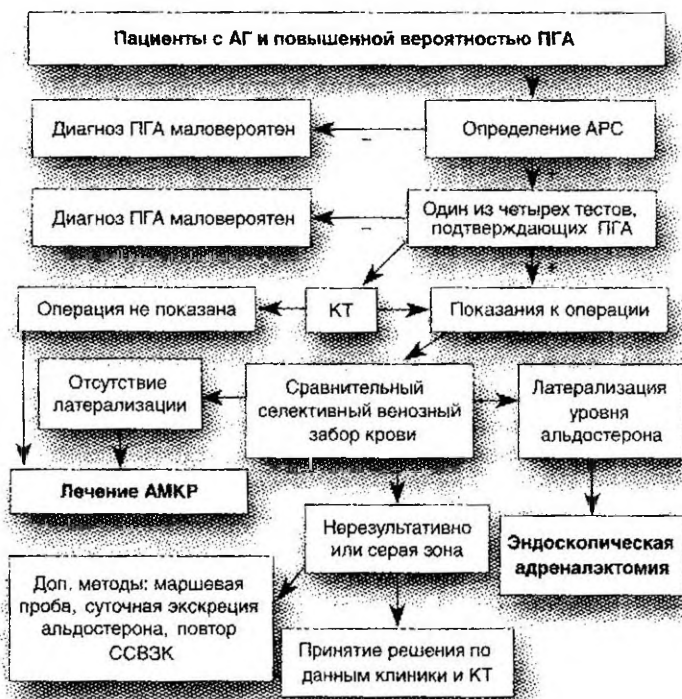 Пациенты с АГ и повышенной вероятностью ПГА
Диагноз ПГА маловероятен
–
Определение АРС
+
Диагноз ПГА маловероятен
–
Один из четырех тестов,
подтверждающих ПГА
+
Операция не показана
КТ
Показания к операции
Отсутствие
латерализации
Сравнительный
селективный венозный
забор крови
Латерализация
уровня
альдостерона
Лечение АМКР
Нерезультативно
или серая зона
Эндоскопическая
адреналэктомия
Доп. методы: маршевая
проба, суточная экскреция
альдостерона, повтор
ССВЗК
Принятие решения по
данным клиники и КТ